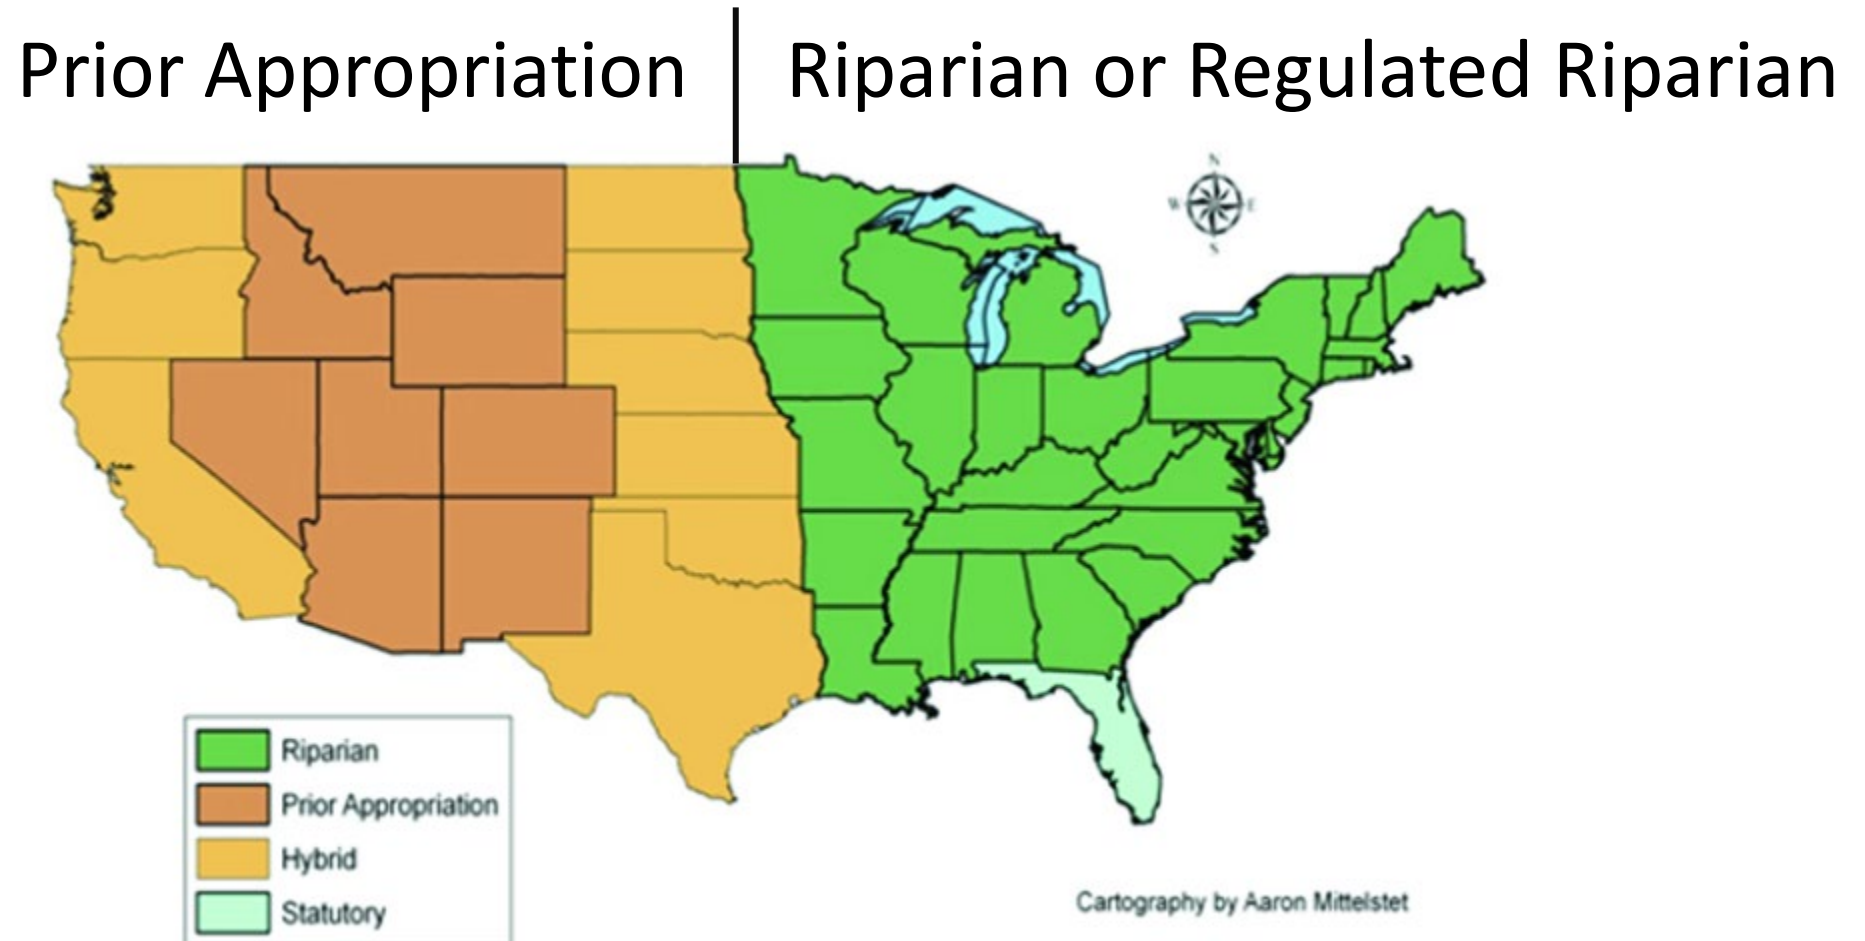 Prior Appropriation
Riparian or Regulated Riparian
N
W E
S
Riparian
Prior Appropriation
Hybrid
Statutory
Cartography by Aaron Mittelstet